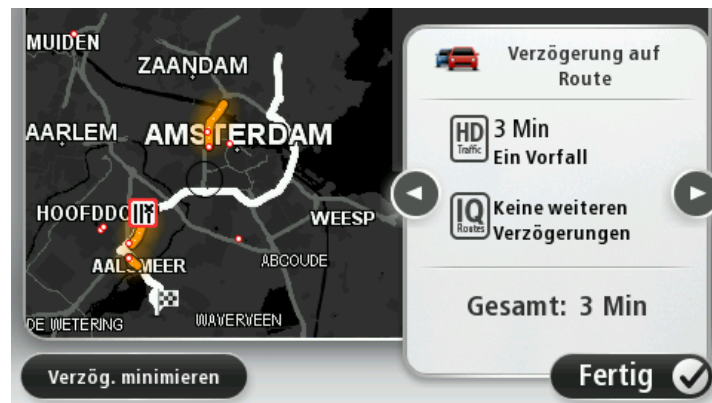 MUIDEN
ZAANDAM
AARLEM
AMSTERDAM
HOOFDDO
WEESP
AALSMEER
ABCOUDE
DE WETERING
WAVERVEEN
Verzögerung auf
Route
HD
Traffic
3 Min
Ein Vorfall
IQ
Routes
Keine weiteren
Verzögerungen
Gesamt: 3 Min
Verzög. minimieren
Fertig